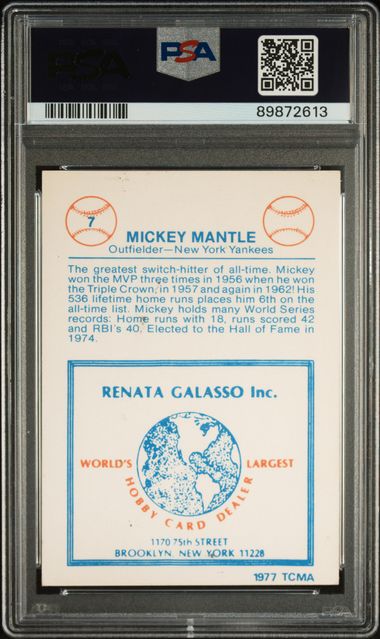 PSA
PSA
89872613
7
MICKEY MANTLE
Outfielder—New York Yankees
The greatest switch-hitter of all-time. Mickey
won the MVP three times in 1956 when he won
the Triple Crown, in 1957 and again in 1962! His
536 lifetime home runs places him 6th on the
all-time list. Mickey holds many World Series
records: Home runs with 18, runs scored 42
and RBI's 40. Elected to the Hall of Fame in
1974.
RENATA GALASSO Inc.
WORLD'S LARGEST
HOBBY CARD DEALER
1170 75th STREET
BROOKLYN, NEW YORK 11228
1977 TCMA